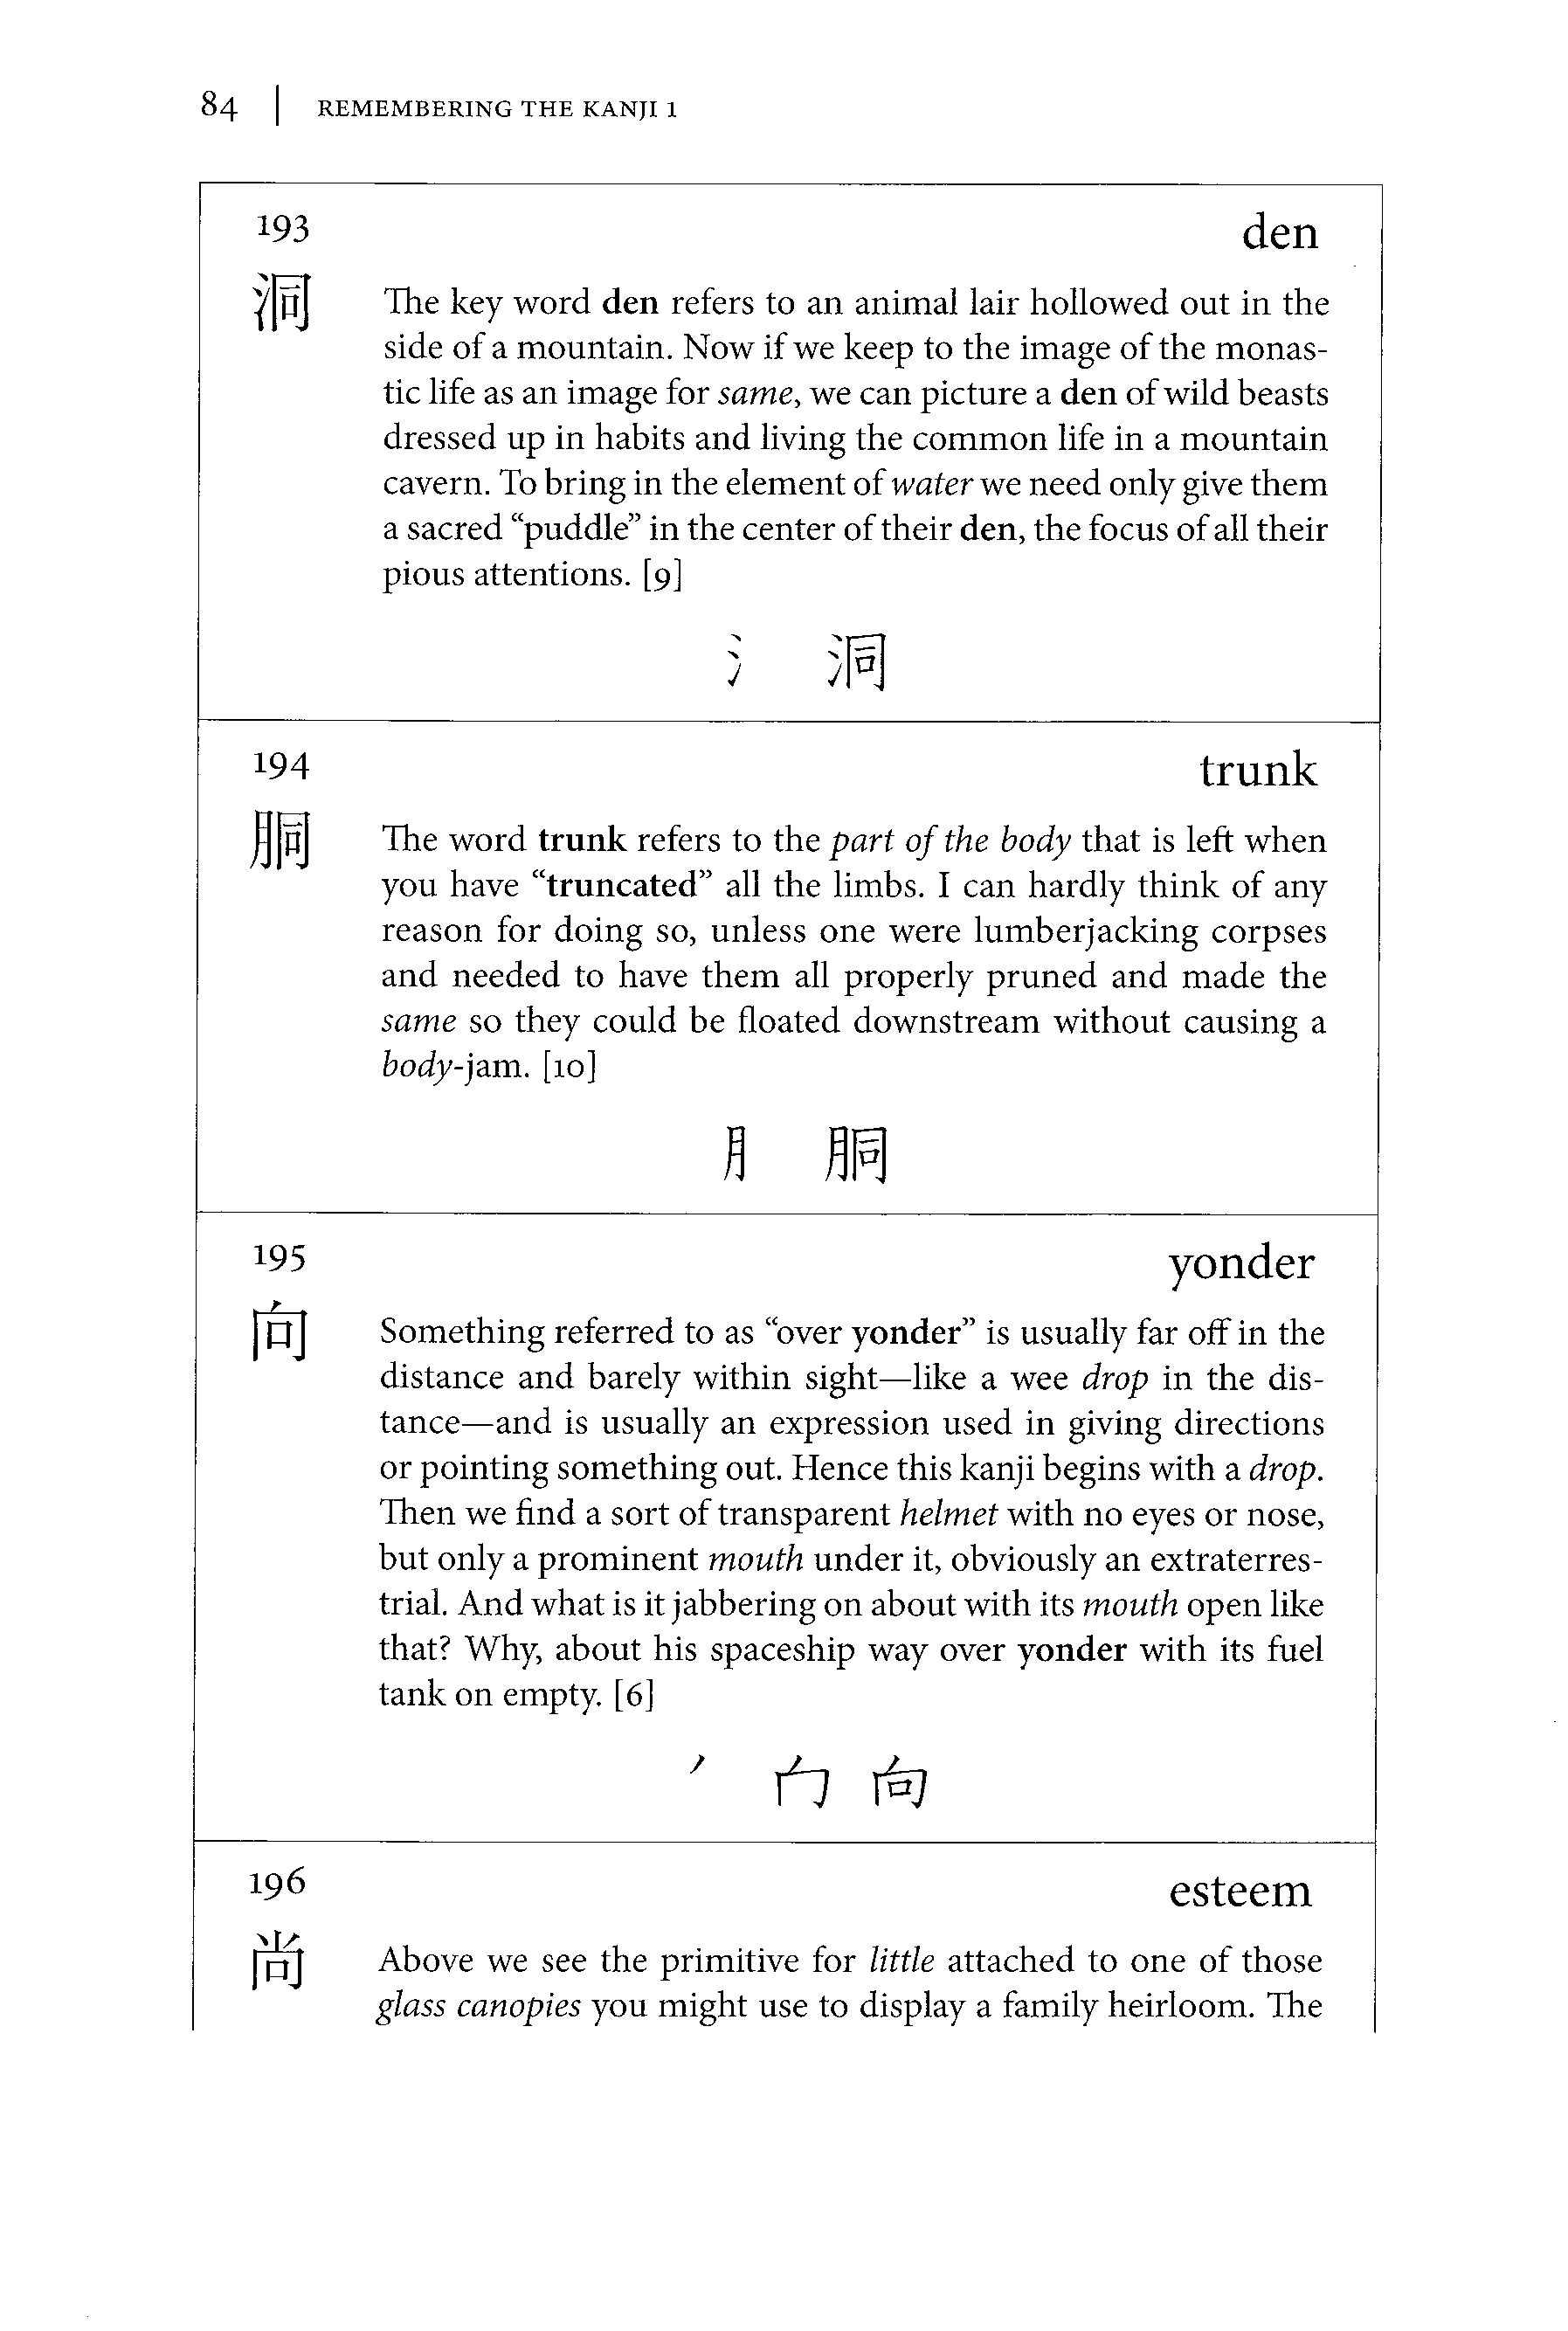 84 | REMEMBERING THE KANJI 1
193 den
洞 The key word den refers to an animal lair hollowed out in the
side of a mountain. Now if we keep to the image of the monas-
tic life as an image for same, we can picture a den of wild beasts
dressed up in habits and living the common life in a mountain
cavern. To bring in the element of water we need only give them
a sacred “puddle” in the center of their den, the focus of all their
pious attentions. [9]
氵 洞
194 trunk
胴 The word trunk refers to the part of the body that is left when
you have “truncated” all the limbs. I can hardly think of any
reason for doing so, unless one were lumberjacking corpses
and needed to have them all properly pruned and made the
same so they could be floated downstream without causing a
body-jam. [10]
月 胴
195 yonder
向 Something referred to as “over yonder” is usually far off in the
distance and barely within sight—like a wee drop in the dis-
tance—and is usually an expression used in giving directions
or pointing something out. Hence this kanji begins with a drop.
Then we find a sort of transparent helmet with no eyes or nose,
but only a prominent mouth under it, obviously an extraterres-
trial. And what is it jabbering on about with its mouth open like
that? Why, about his spaceship way over yonder with its fuel
tank on empty. [6]
丿 向
196 esteem
尚 Above we see the primitive for little attached to one of those
glass canopies you might use to display a family heirloom. The